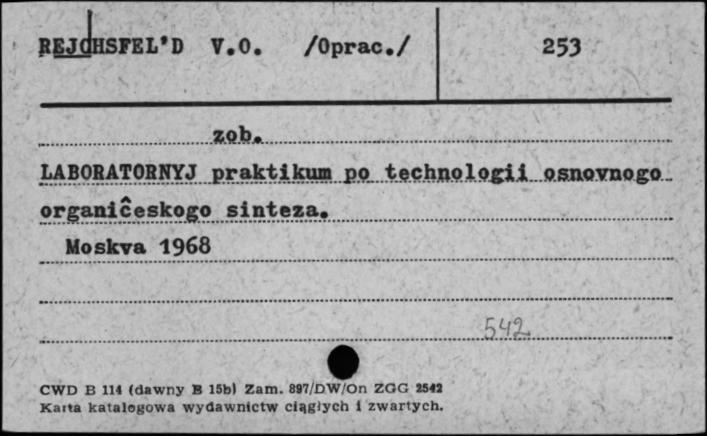 REJCHSFEL'D V.O. /Oprac./ 253
zob.
LABORATORNYJ praktikum po technologii osnovnogo
organičeskogo sinteza.
Moskva 1968
542
CWD B 114 (dawny B 15b) Zam. 897/DW/On ZGG 2542
Karta katalogowa wydawnictw ciągłych i zwartych.